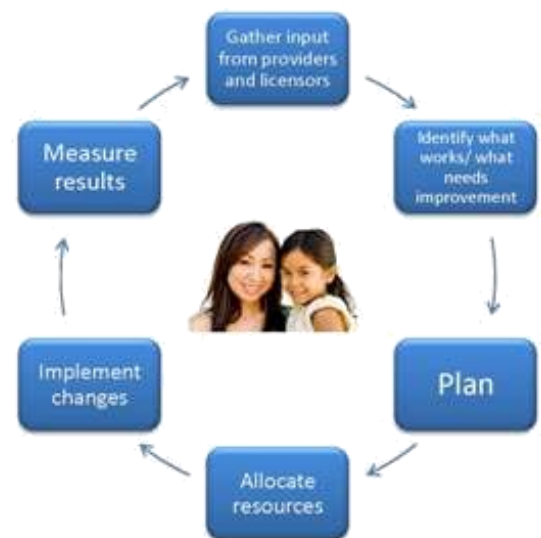 Gather input
from providers
and licensors
Identify what
works/ what
needs
improvement
Plan
Allocate
resources
Implement
changes
Measure
results